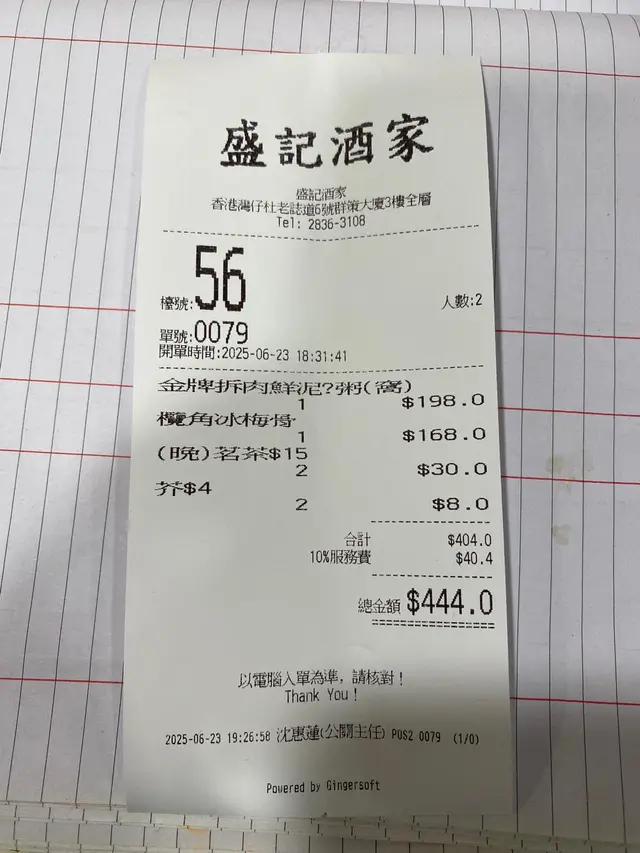 盛記酒家
盛記酒家
香港灣仔杜老誌道6號群策大廈3樓全層
Tel: 2836-3108
檯號:56 人數:2
單號:0079
開單時間:2025-06-23 18:31:41
金牌拆肉鮮泥?粥(窩)
1 $198.0
欖角冰梅骨
1 $168.0
(晚)茗茶$15
2 $30.0
芥$4
2 $8.0
合計 $404.0
10%服務費 $40.4
總金額 $444.0
以電腦入單為準，請核對！
Thank You！
2025-06-23 19:26:58 沈惠蓮(公關主任) POS2 0079 (1/0)
Powered by Gingersoft